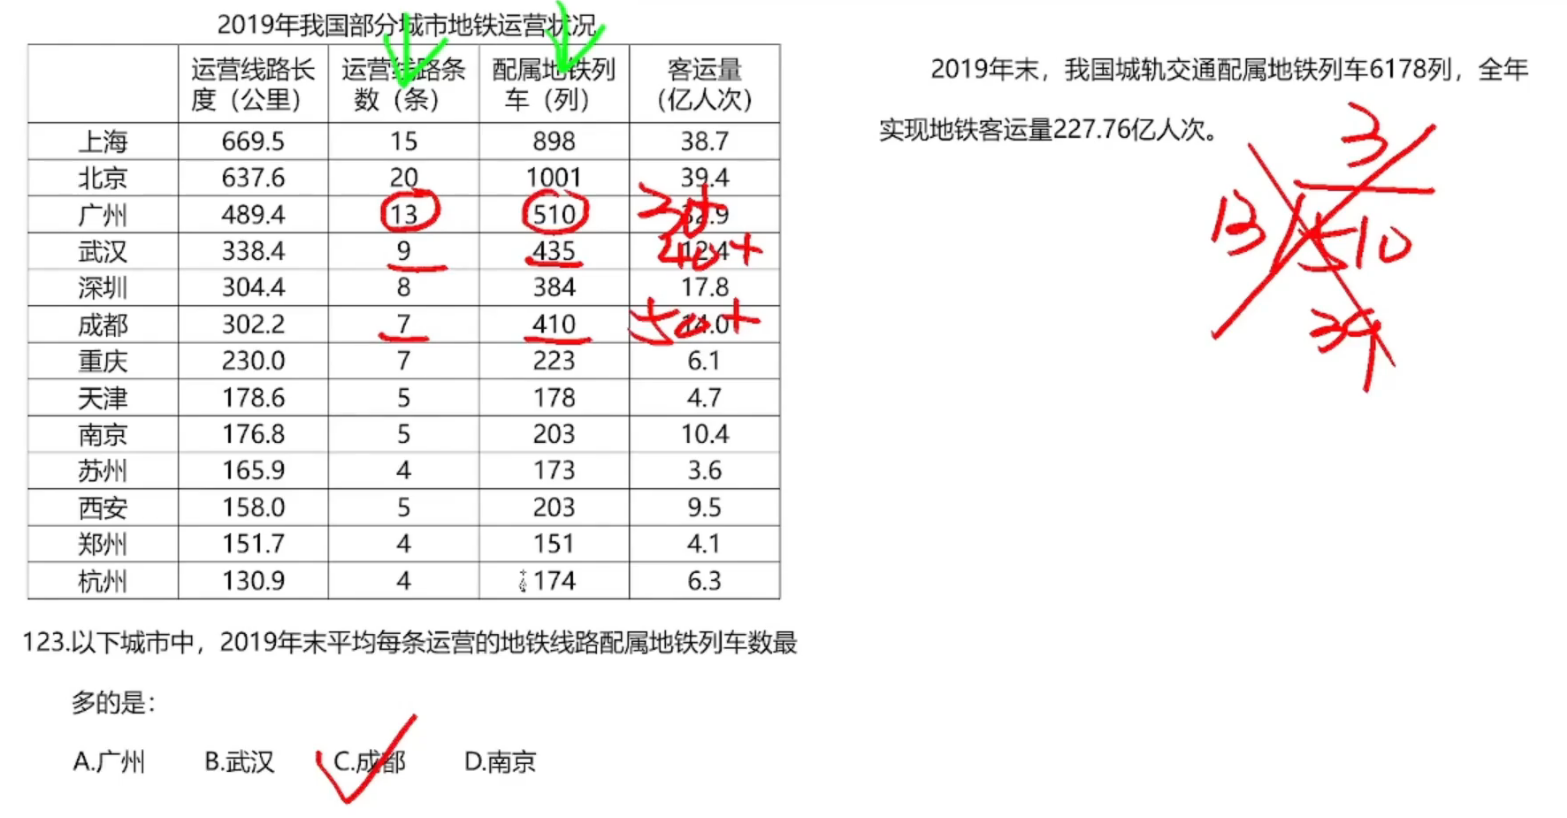 2019年我国部分城市地铁运营状况
运营线路长度（公里） 运营线路条数（条） 配属地铁列车（列） 客运量（亿人次）
上海 669.5 15 898 38.7
北京 637.6 20 1001 39.4
广州 489.4 13 510 32.9
武汉 338.4 9 435 12.4
深圳 304.4 8 384 17.8
成都 302.2 7 410 14.0
重庆 230.0 7 223 6.1
天津 178.6 5 178 4.7
南京 176.8 5 203 10.4
苏州 165.9 4 173 3.6
西安 158.0 5 203 9.5
郑州 151.7 4 151 4.1
杭州 130.9 4 174 6.3
30+
40+
50+
123.以下城市中，2019年末平均每条运营的地铁线路配属地铁列车数最
多的是：
A.广州 B.武汉 C.成都 D.南京
2019年末，我国城轨交通配属地铁列车6178列，全年
实现地铁客运量227.76亿人次。
3
13 510
39